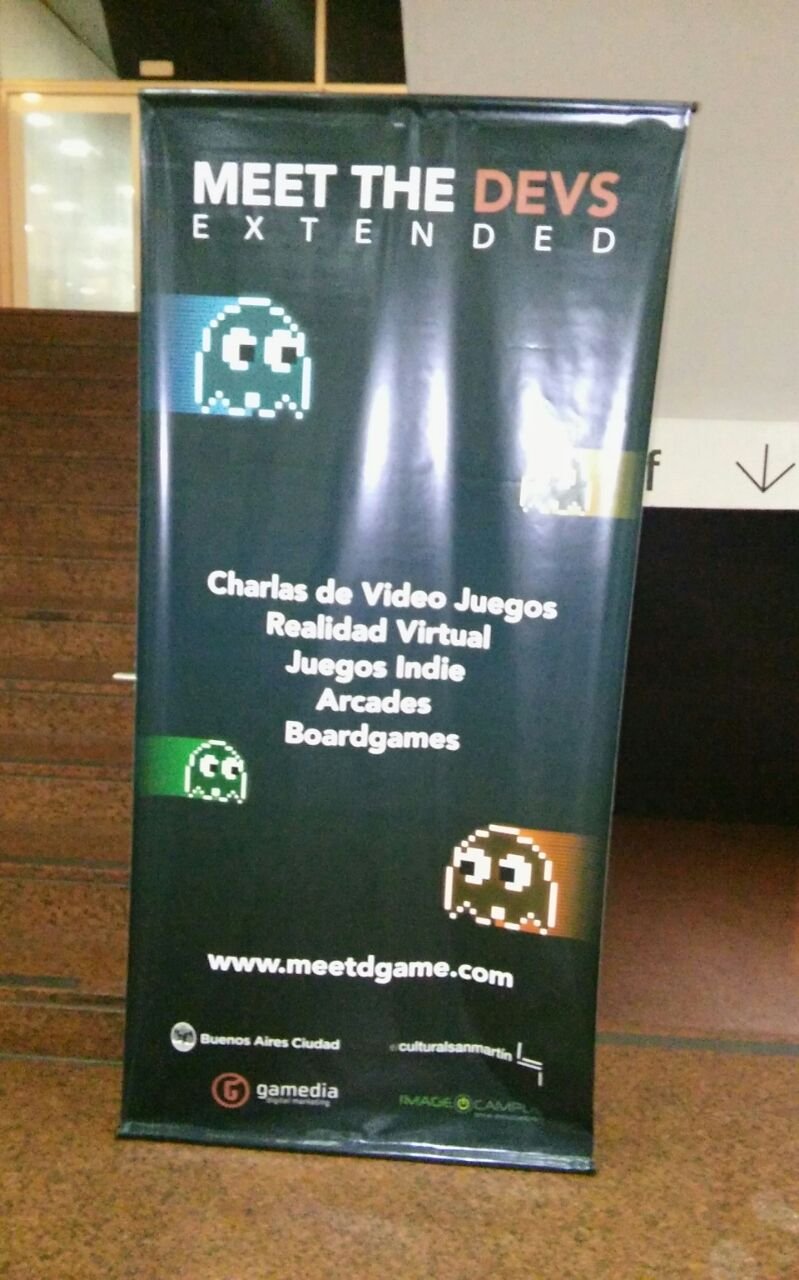 MEET THE DEVS
EXTENDED
f
Charlas de Video Juegos
Realidad Virtual
Juegos Indie
Arcades
Boardgames
www.meetdgame.com
Buenos Aires Ciudad
elculturalsanmartín
G gamedia
digital marketing
IMAGE CAMPUS